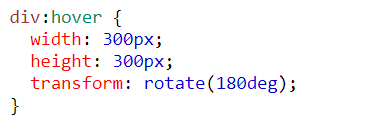 div:hover {
  width: 300px;
  height: 300px;
  transform: rotate(180deg);
}